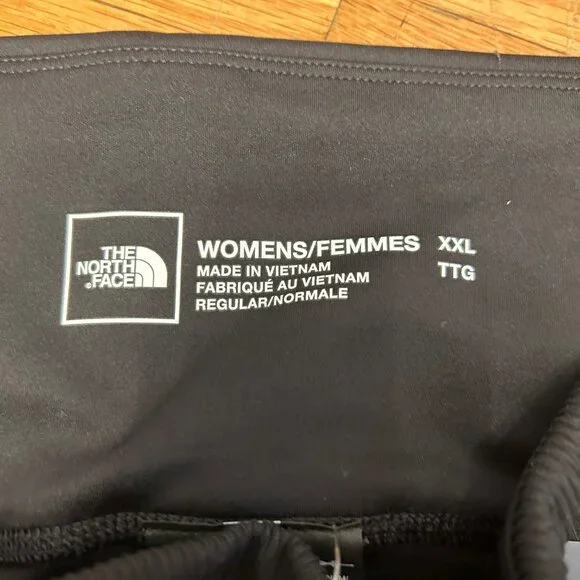 THE
NORTH
FACE
WOMENS/FEMMES XXL
MADE IN VIETNAM TTG
FABRIQUÉ AU VIETNAM
REGULAR/NORMALE